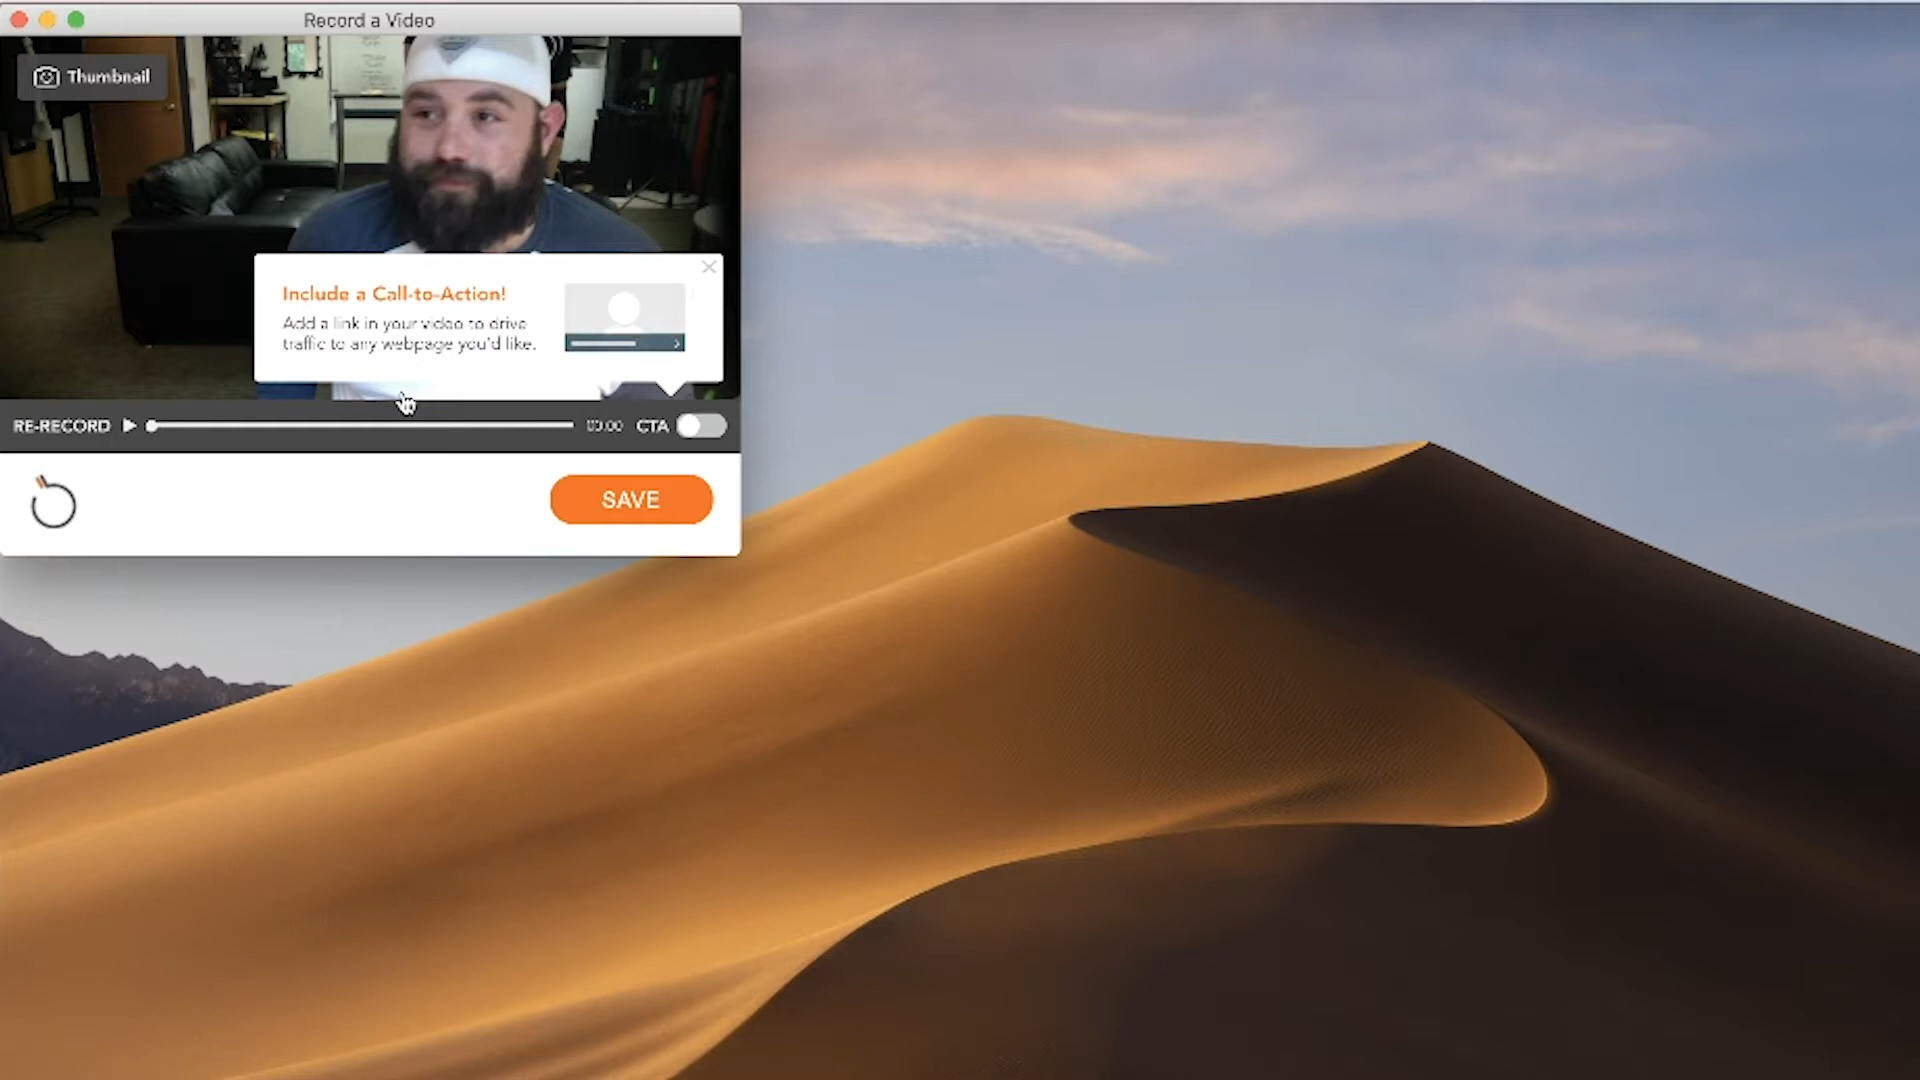 Record a Video
Thumbnail
Include a Call-to-Action!
Add a link in your video to drive
traffic to any webpage you'd like.
RE-RECORD
00:00
CTA
SAVE